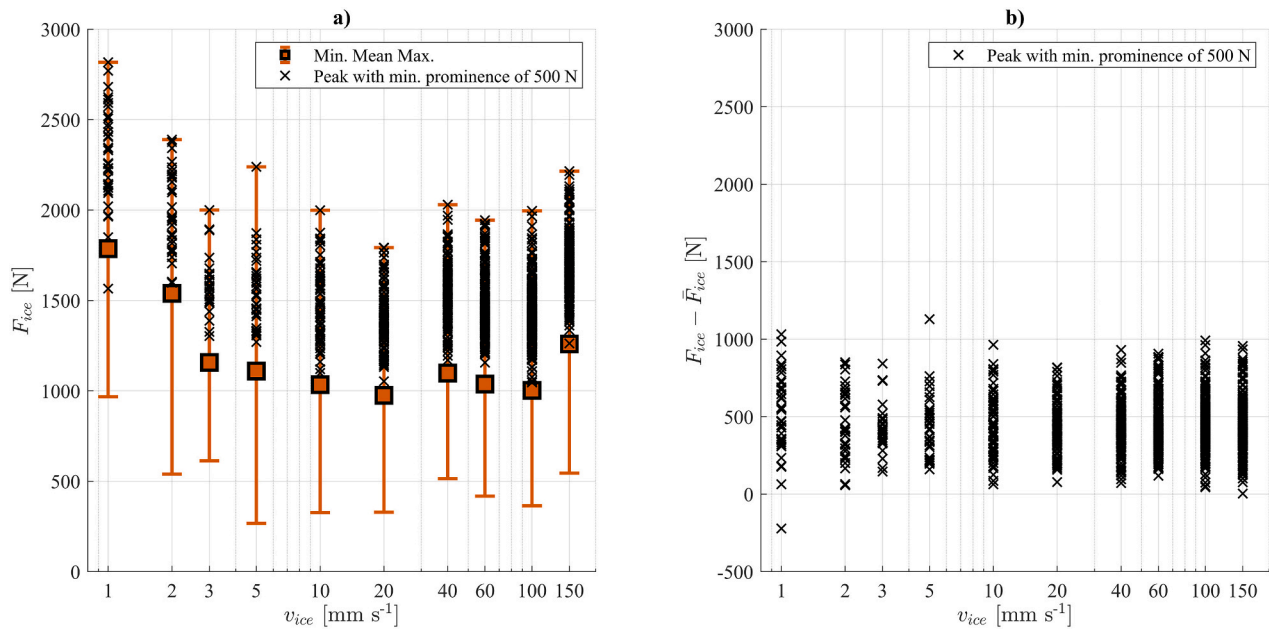 a)
3000
2500
2000
1500
1000
500
0
F_ice [N]
Min. Mean Max.
Peak with min. prominence of 500 N
1 2 3 5 10 20 40 60 100 150
v_ice [mm s⁻¹]
b)
3000
2500
2000
1500
1000
500
0
-500
F_ice − F̄_ice [N]
Peak with min. prominence of 500 N
1 2 3 5 10 20 40 60 100 150
v_ice [mm s⁻¹]